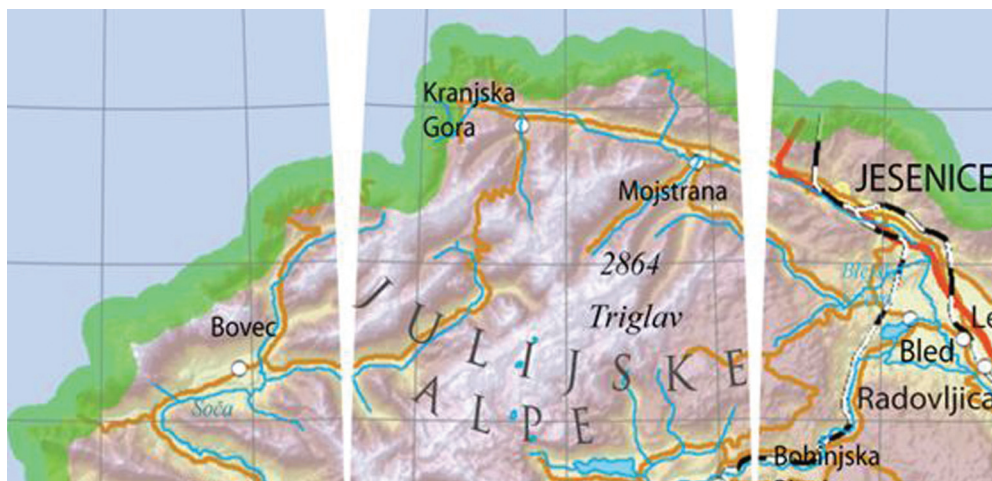 Kranjska
Gora
JESENICE
Mojstrana
2864
Triglav
Bovec
JULIJSKE
ALPE
Bled
Soča
Radovljica
Bohinjska